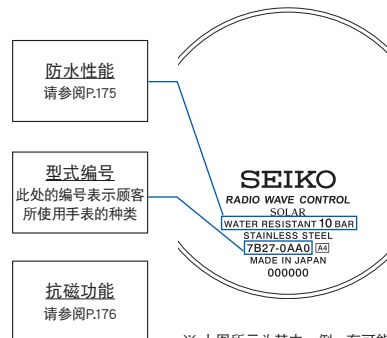 防水性能
请参阅P.175
型式编号
此处的编号表示顾客
所使用手表的种类
抗磁功能
请参阅P.176
SEIKO
RADIO WAVE CONTROL
SOLAR
WATER RESISTANT 10 BAR
STAINLESS STEEL
7B27-0AA0 A4
MADE IN JAPAN
000000